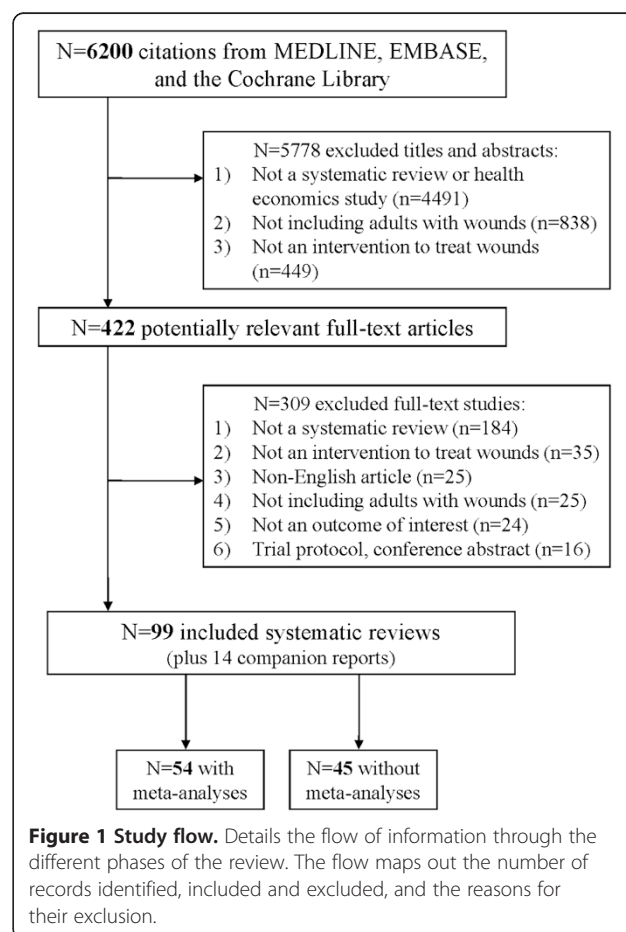 N=6200 citations from MEDLINE, EMBASE,
and the Cochrane Library
N=5778 excluded titles and abstracts:
1) Not a systematic review or health
economics study (n=4491)
2) Not including adults with wounds (n=838)
3) Not an intervention to treat wounds
(n=449)
N=422 potentially relevant full-text articles
N=309 excluded full-text studies:
1) Not a systematic review (n=184)
2) Not an intervention to treat wounds (n=35)
3) Non-English article (n=25)
4) Not including adults with wounds (n=25)
5) Not an outcome of interest (n=24)
6) Trial protocol, conference abstract (n=16)
N=99 included systematic reviews
(plus 14 companion reports)
N=54 with
meta-analyses
N=45 without
meta-analyses
Figure 1 Study flow. Details the flow of information through the
different phases of the review. The flow maps out the number of
records identified, included and excluded, and the reasons for
their exclusion.